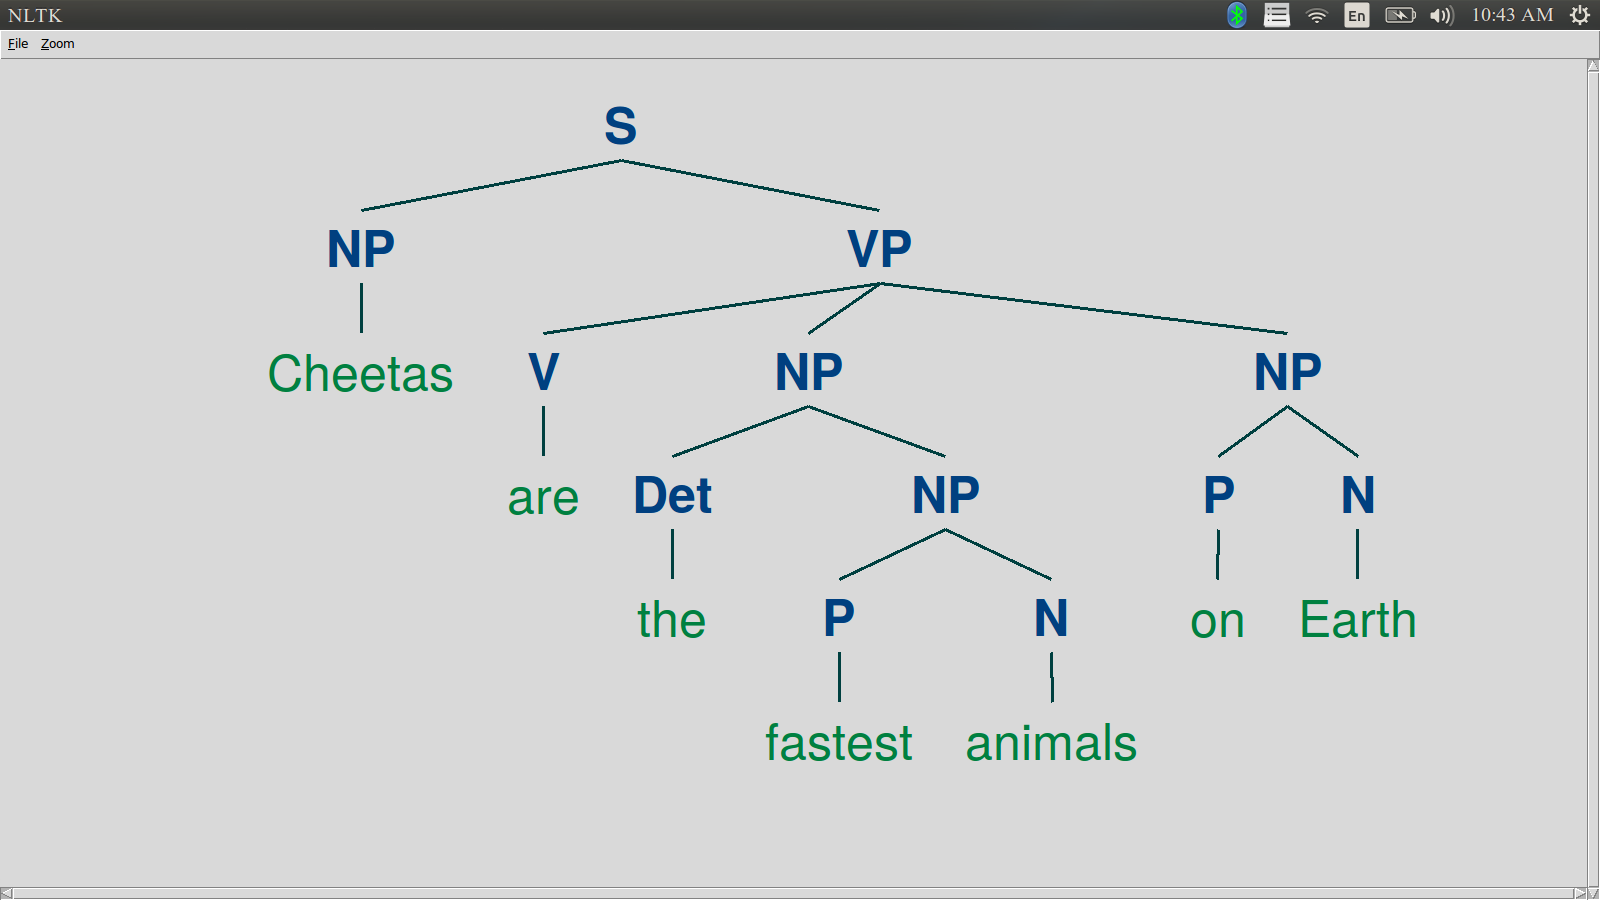 NLTK
En
10:43 AM
File Zoom
S
NP VP
Cheetas V NP NP
are Det NP P N
the P N on Earth
fastest animals